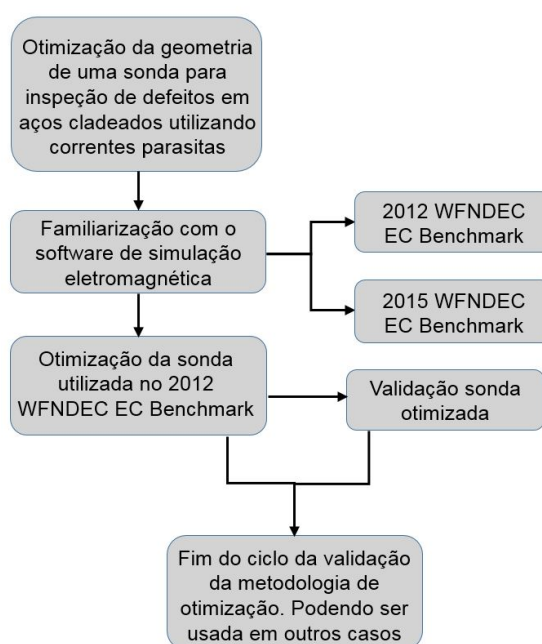 Otimização da geometria
de uma sonda para
inspeção de defeitos em
aços cladeados utilizando
correntes parasitas
Familiarização com o
software de simulação
eletromagnética
2012 WFNDEC
EC Benchmark
2015 WFNDEC
EC Benchmark
Otimização da sonda
utilizada no 2012
WFNDEC EC Benchmark
Validação sonda
otimizada
Fim do ciclo da validação
da metodologia de
otimização. Podendo ser
usada em outros casos